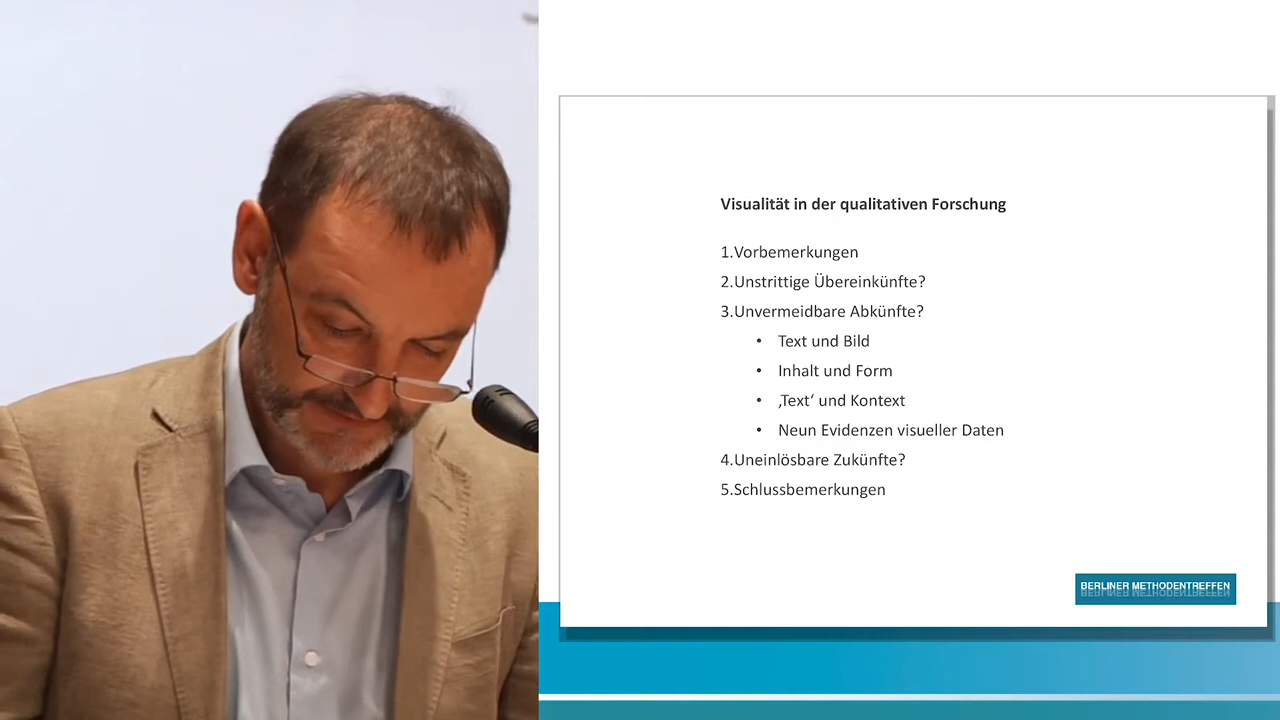 Visualität in der qualitativen Forschung
1.Vorbemerkungen
2.Unstrittige Übereinkünfte?
3.Unvermeidbare Abkünfte?
• Text und Bild
• Inhalt und Form
• ‚Text‘ und Kontext
• Neun Evidenzen visueller Daten
4.Uneinlösbare Zukünfte?
5.Schlussbemerkungen
BERLINER METHODENTREFFEN